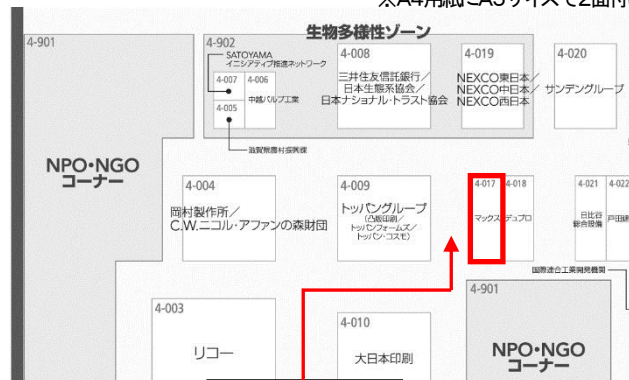 ※A4用紙にA5サイズで2面付
4-901
4-902
生物多様性ゾーン
SATOYAMA
イニシアティブ推進ネットワーク
4-007
4-006
中越パルプ工業
4-005
滋賀県農村振興課
4-008
三井住友信託銀行/
日本生態系協会/
日本ナショナル・トラスト協会
4-019
NEXCO東日本/
NEXCO中日本/
NEXCO西日本
4-020
サンデングループ
NPO・NGO
コーナー
4-004
岡村製作所/
C.W.ニコル・アファンの森財団
4-009
トッパングループ
(凸版印刷/
トッパンフォームズ/
トッパン・コスモ)
4-017
マックス
4-018
デュプロ
4-021
日比谷
総合設備
4-022
戸田建
国際連合工業開発機関
4-003
リコー
4-010
大日本印刷
4-901
NPO・NGO
コーナー